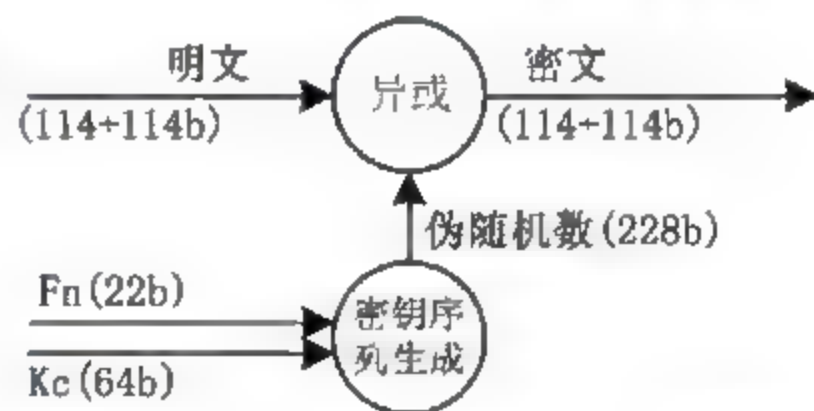 明文
异或
密文
(114+114b)
(114+114b)
伪随机数(228b)
Fn(22b)
密钥序
列生成
Kc(64b)